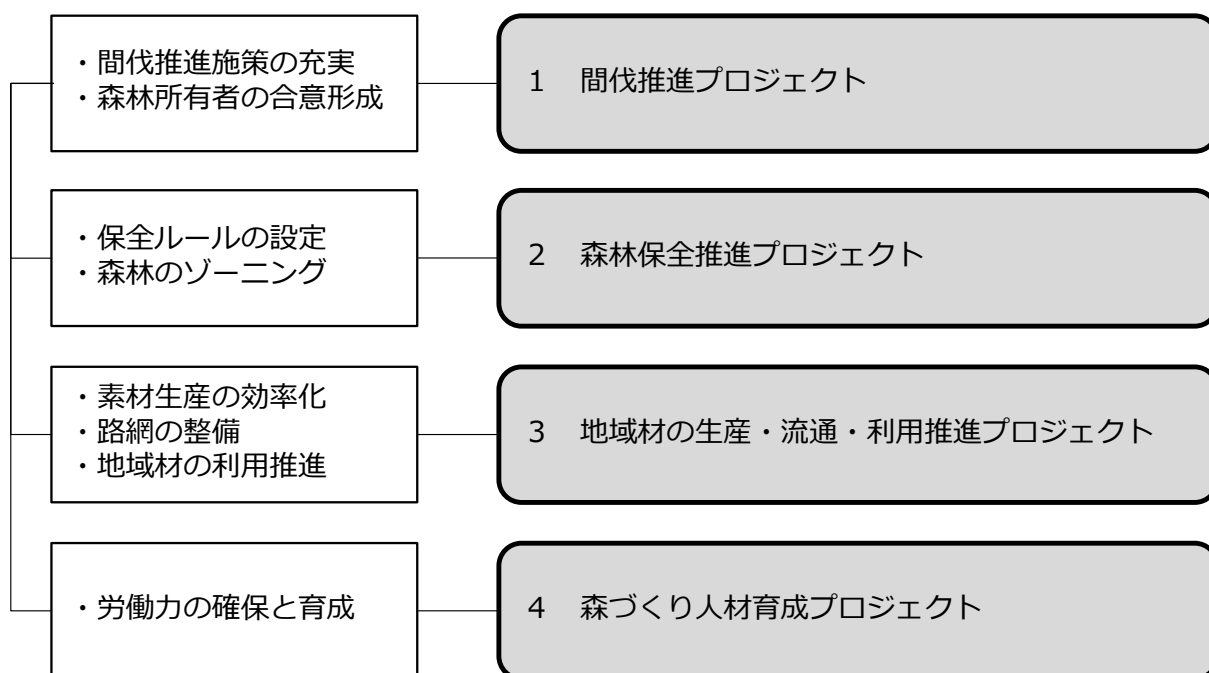 ・間伐推進施策の充実
・森林所有者の合意形成
1 間伐推進プロジェクト
・保全ルールの設定
・森林のゾーニング
2 森林保全推進プロジェクト
・素材生産の効率化
・路網の整備
・地域材の利用推進
3 地域材の生産・流通・利用推進プロジェクト
・労働力の確保と育成
4 森づくり人材育成プロジェクト